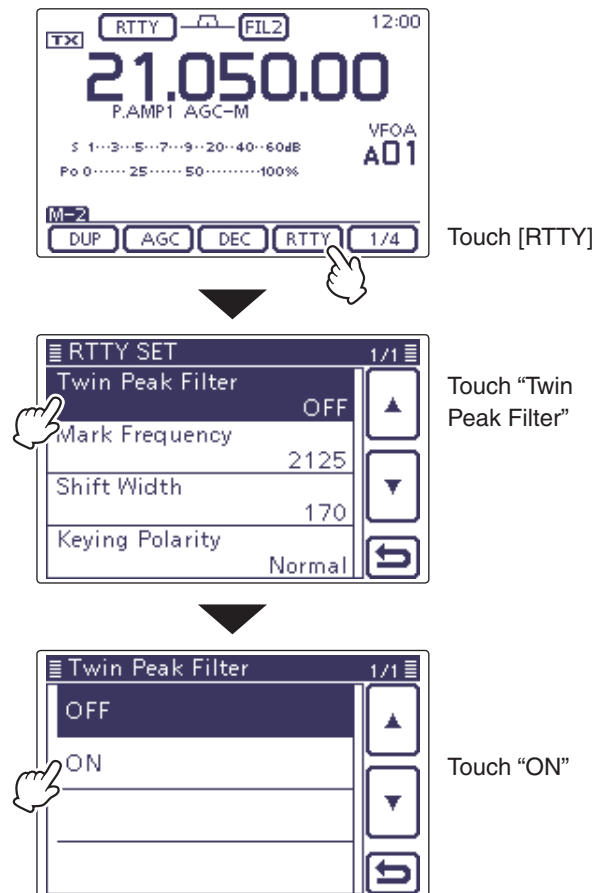 RTTY FIL2 12:00
TX
21.050.00
P.AMP1 AGC-M
VFOA
S 1···3···5···7···9··20··40··60dB
A01
Po 0······25······50··········100%
M-2
DUP AGC DEC RTTY 1/4
Touch [RTTY]
RTTY SET 1/1
Twin Peak Filter
OFF
Mark Frequency
2125
Shift Width
170
Keying Polarity
Normal
Touch “Twin
Peak Filter”
Twin Peak Filter 1/1
OFF
ON
Touch “ON”